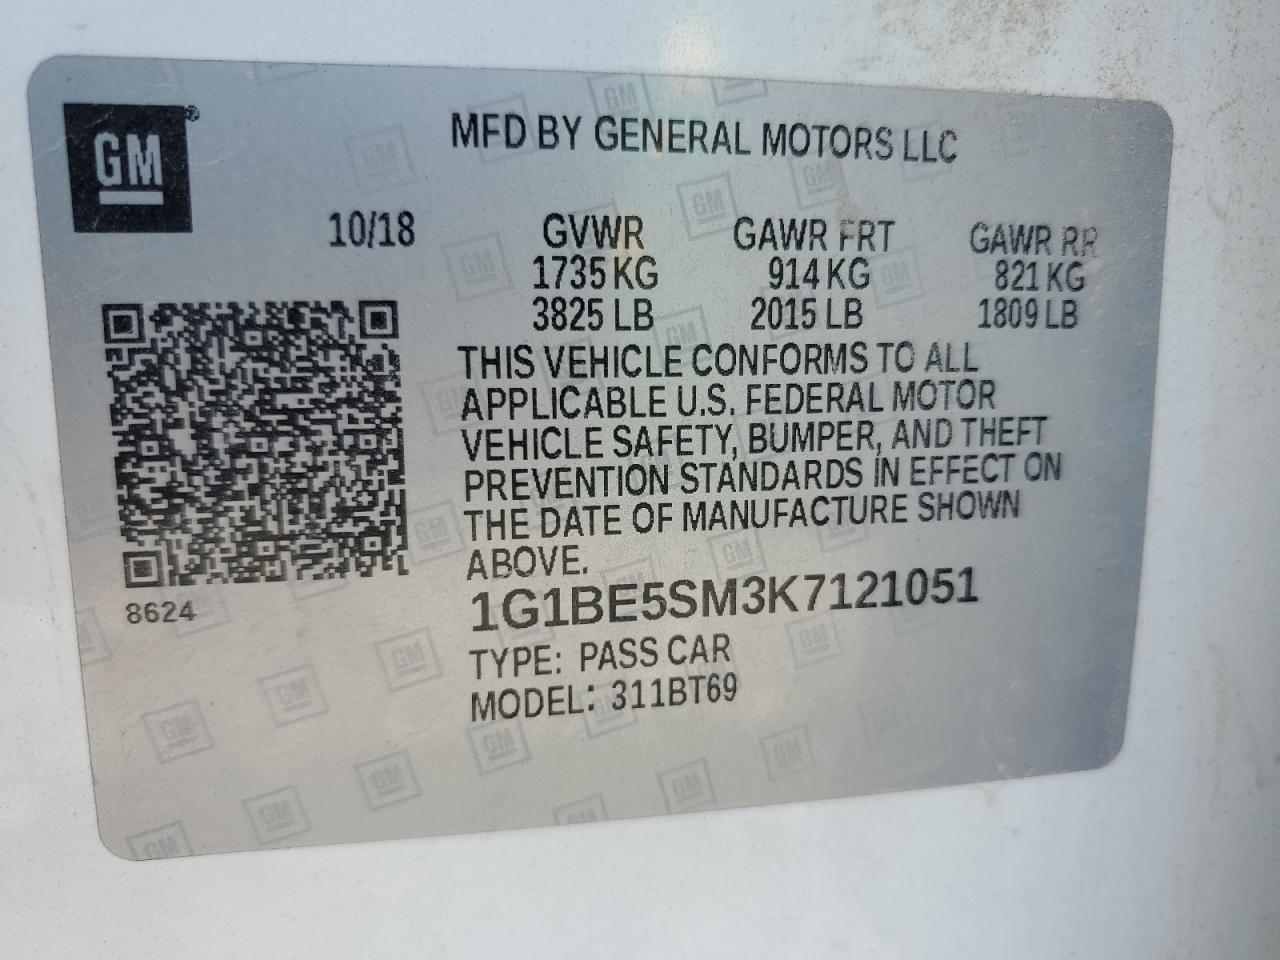 GM®
MFD BY GENERAL MOTORS LLC
10/18 GVWR GAWR FRT GAWR RR
1735 KG 914 KG 821 KG
3825 LB 2015 LB 1809 LB
THIS VEHICLE CONFORMS TO ALL
APPLICABLE U.S. FEDERAL MOTOR
VEHICLE SAFETY, BUMPER, AND THEFT
PREVENTION STANDARDS IN EFFECT ON
THE DATE OF MANUFACTURE SHOWN
ABOVE.
8624
1G1BE5SM3K7121051
TYPE: PASS CAR
MODEL: 311BT69